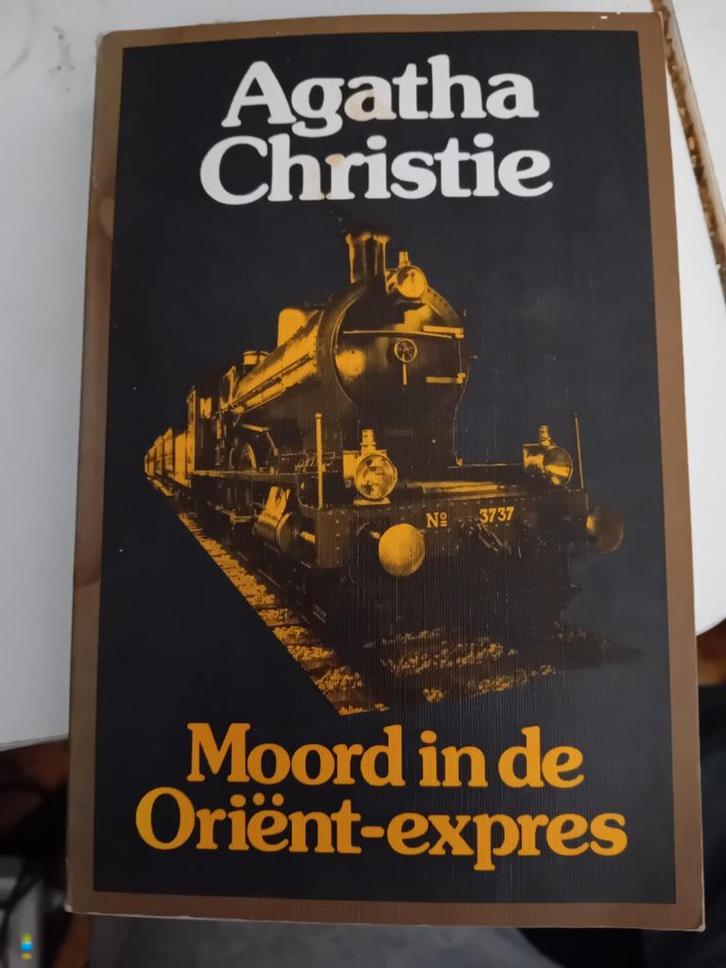 Agatha
Christie
Nº 3737
Moord in de
Oriënt-expres